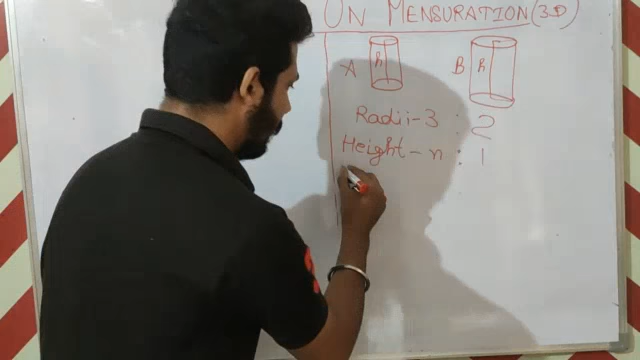 ON MENSURATION (3D)
A h B h
Radii - 3 : 2
Height - n : 1